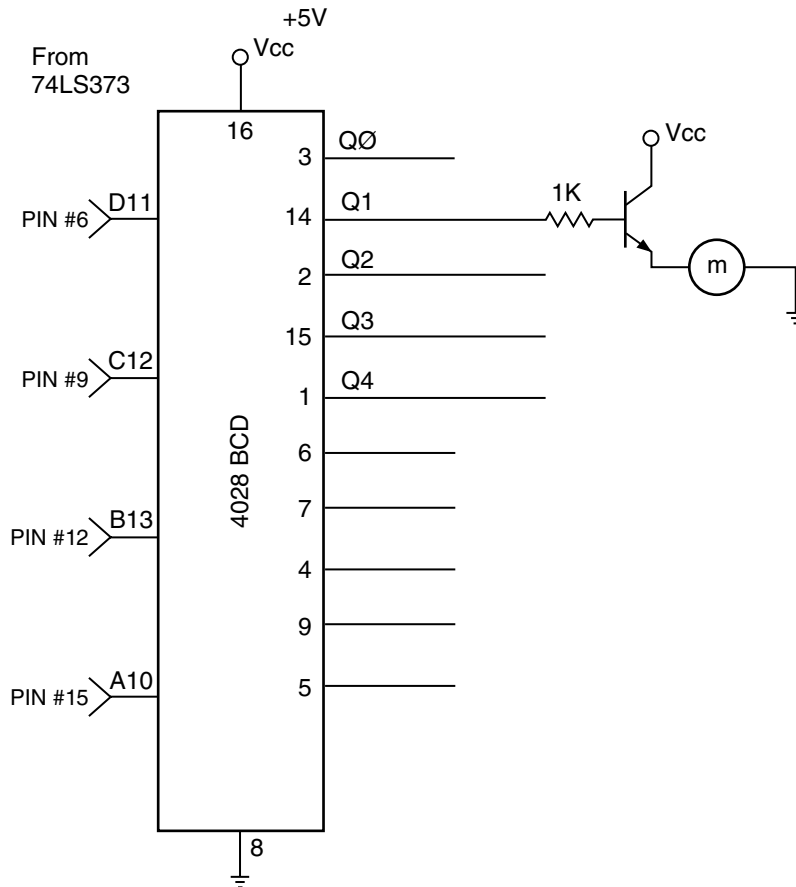 +5V
From
74LS373
Vcc
16
3
QØ
Vcc
PIN #6
D11
14
Q1
1K
2
Q2
m
15
Q3
PIN #9
C12
1
Q4
4028 BCD
6
7
PIN #12
B13
4
9
PIN #15
A10
5
8